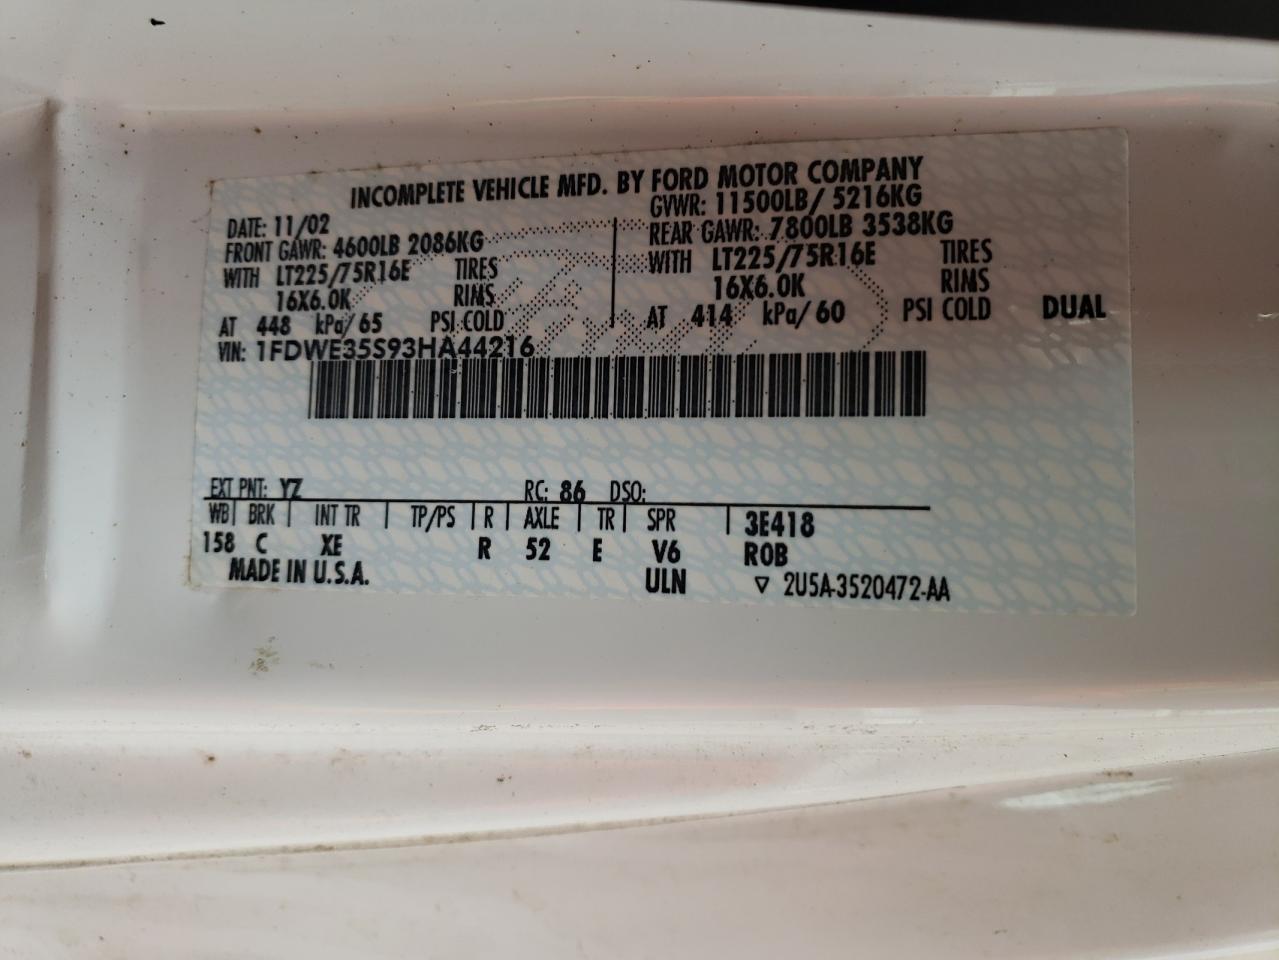 INCOMPLETE VEHICLE MFD. BY FORD MOTOR COMPANY
DATE: 11/02 GVWR: 11500LB/ 5216KG
FRONT GAWR: 4600LB 2086KG REAR GAWR: 7800LB 3538KG
WITH LT225/75R16E TIRES WITH LT225/75R16E TIRES
16X6.0K RIMS 16X6.0K RIMS
AT 448 kPa/65 PSI COLD AT 414 kPa/60 PSI COLD DUAL
VIN: 1FDWE35S93HA44216
EXT PNT: YZ RC: 86 DSO:
WB BRK INT TR TP/PS R AXLE TR SPR 3E418
158 C XE R 52 E V6 ROB
MADE IN U.S.A. ULN ▽ 2U5A-3520472-AA